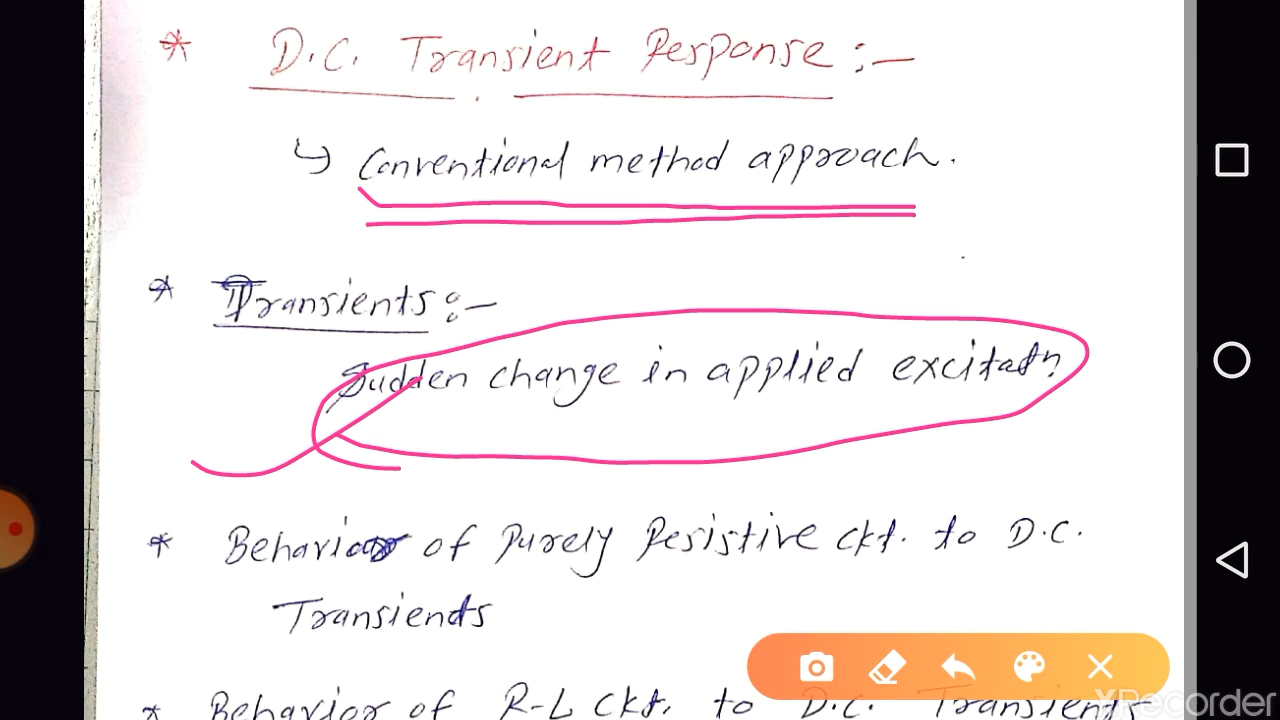 * D.C. Transient Response :-
↳ Conventional method approach.
* Transients :-
Sudden change in applied excitatn.
* Behavior of Purely Resistive ckt. to D.C.
Transients
* Behavior of R-L Ckt. to D.C. Transients
XRecorder